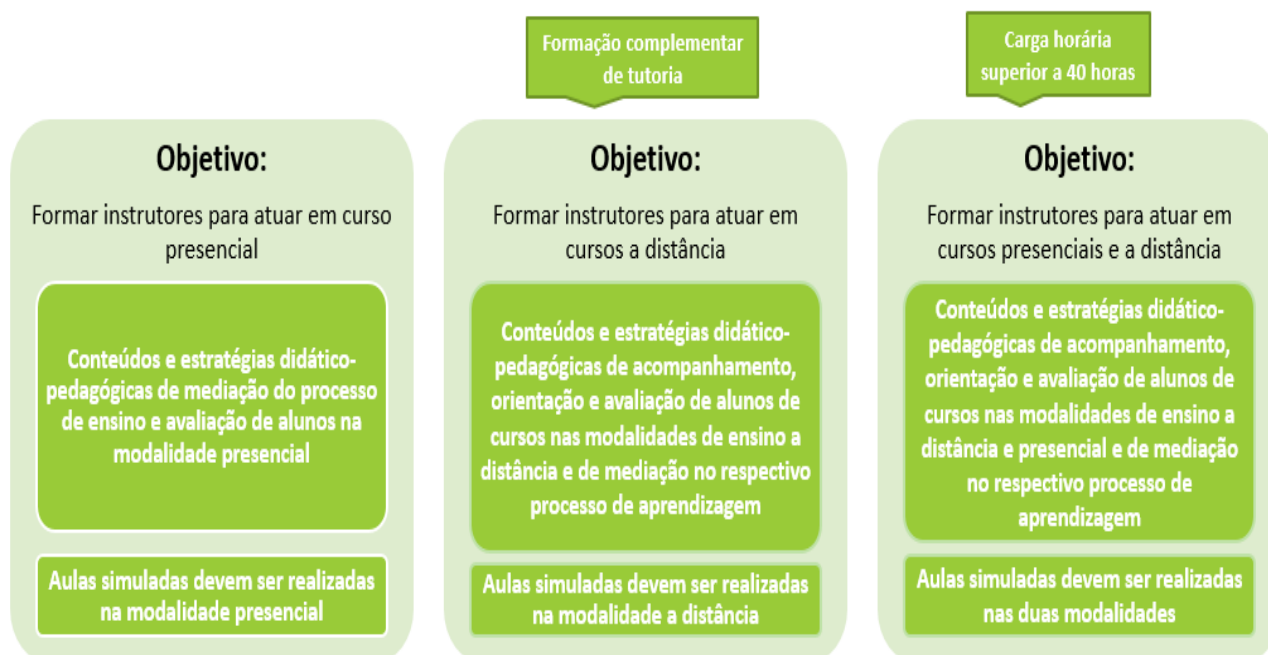 Formação complementar
de tutoria
Carga horária
superior a 40 horas
Objetivo:
Formar instrutores para atuar em curso
presencial
Conteúdos e estratégias didático-
pedagógicas de mediação do processo
de ensino e avaliação de alunos na
modalidade presencial
Aulas simuladas devem ser realizadas
na modalidade presencial
Objetivo:
Formar instrutores para atuar em
cursos a distância
Conteúdos e estratégias didático-
pedagógicas de acompanhamento,
orientação e avaliação de alunos de
cursos nas modalidades de ensino a
distância e de mediação no respectivo
processo de aprendizagem
Aulas simuladas devem ser realizadas
na modalidade a distância
Objetivo:
Formar instrutores para atuar em
cursos presenciais e a distância
Conteúdos e estratégias didático-
pedagógicas de acompanhamento,
orientação e avaliação de alunos de
cursos nas modalidades de ensino a
distância e presencial e de mediação
no respectivo processo de
aprendizagem
Aulas simuladas devem ser realizadas
nas duas modalidades